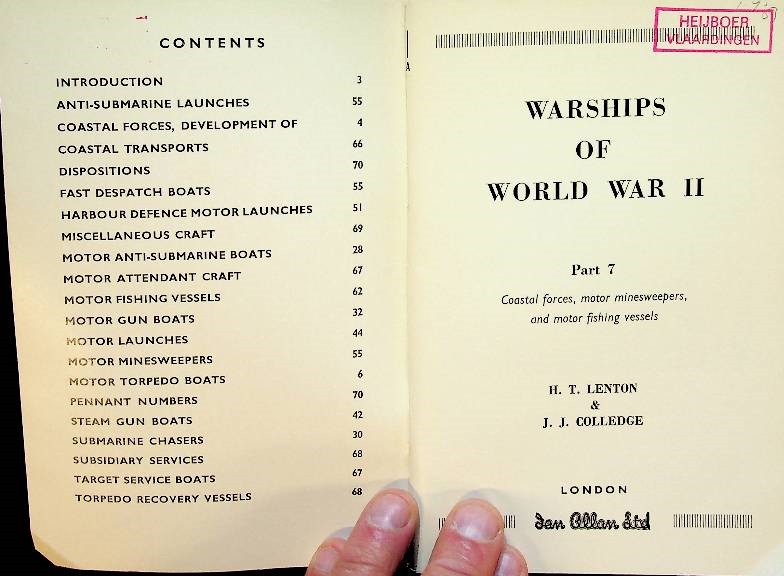 CONTENTS
INTRODUCTION 3
ANTI-SUBMARINE LAUNCHES 55
COASTAL FORCES, DEVELOPMENT OF 4
COASTAL TRANSPORTS 66
DISPOSITIONS 70
FAST DESPATCH BOATS 55
HARBOUR DEFENCE MOTOR LAUNCHES 51
MISCELLANEOUS CRAFT 69
MOTOR ANTI-SUBMARINE BOATS 28
MOTOR ATTENDANT CRAFT 67
MOTOR FISHING VESSELS 62
MOTOR GUN BOATS 32
MOTOR LAUNCHES 44
MOTOR MINESWEEPERS 55
MOTOR TORPEDO BOATS 6
PENNANT NUMBERS 70
STEAM GUN BOATS 42
SUBMARINE CHASERS 30
SUBSIDIARY SERVICES 68
TARGET SERVICE BOATS 67
TORPEDO RECOVERY VESSELS 68
A
HEIJBOER
VLAARDINGEN
WARSHIPS
OF
WORLD WAR II
Part 7
Coastal forces, motor minesweepers,
and motor fishing vessels
H. T. LENTON
&
J. J. COLLEDGE
LONDON
Ian Allan Ltd